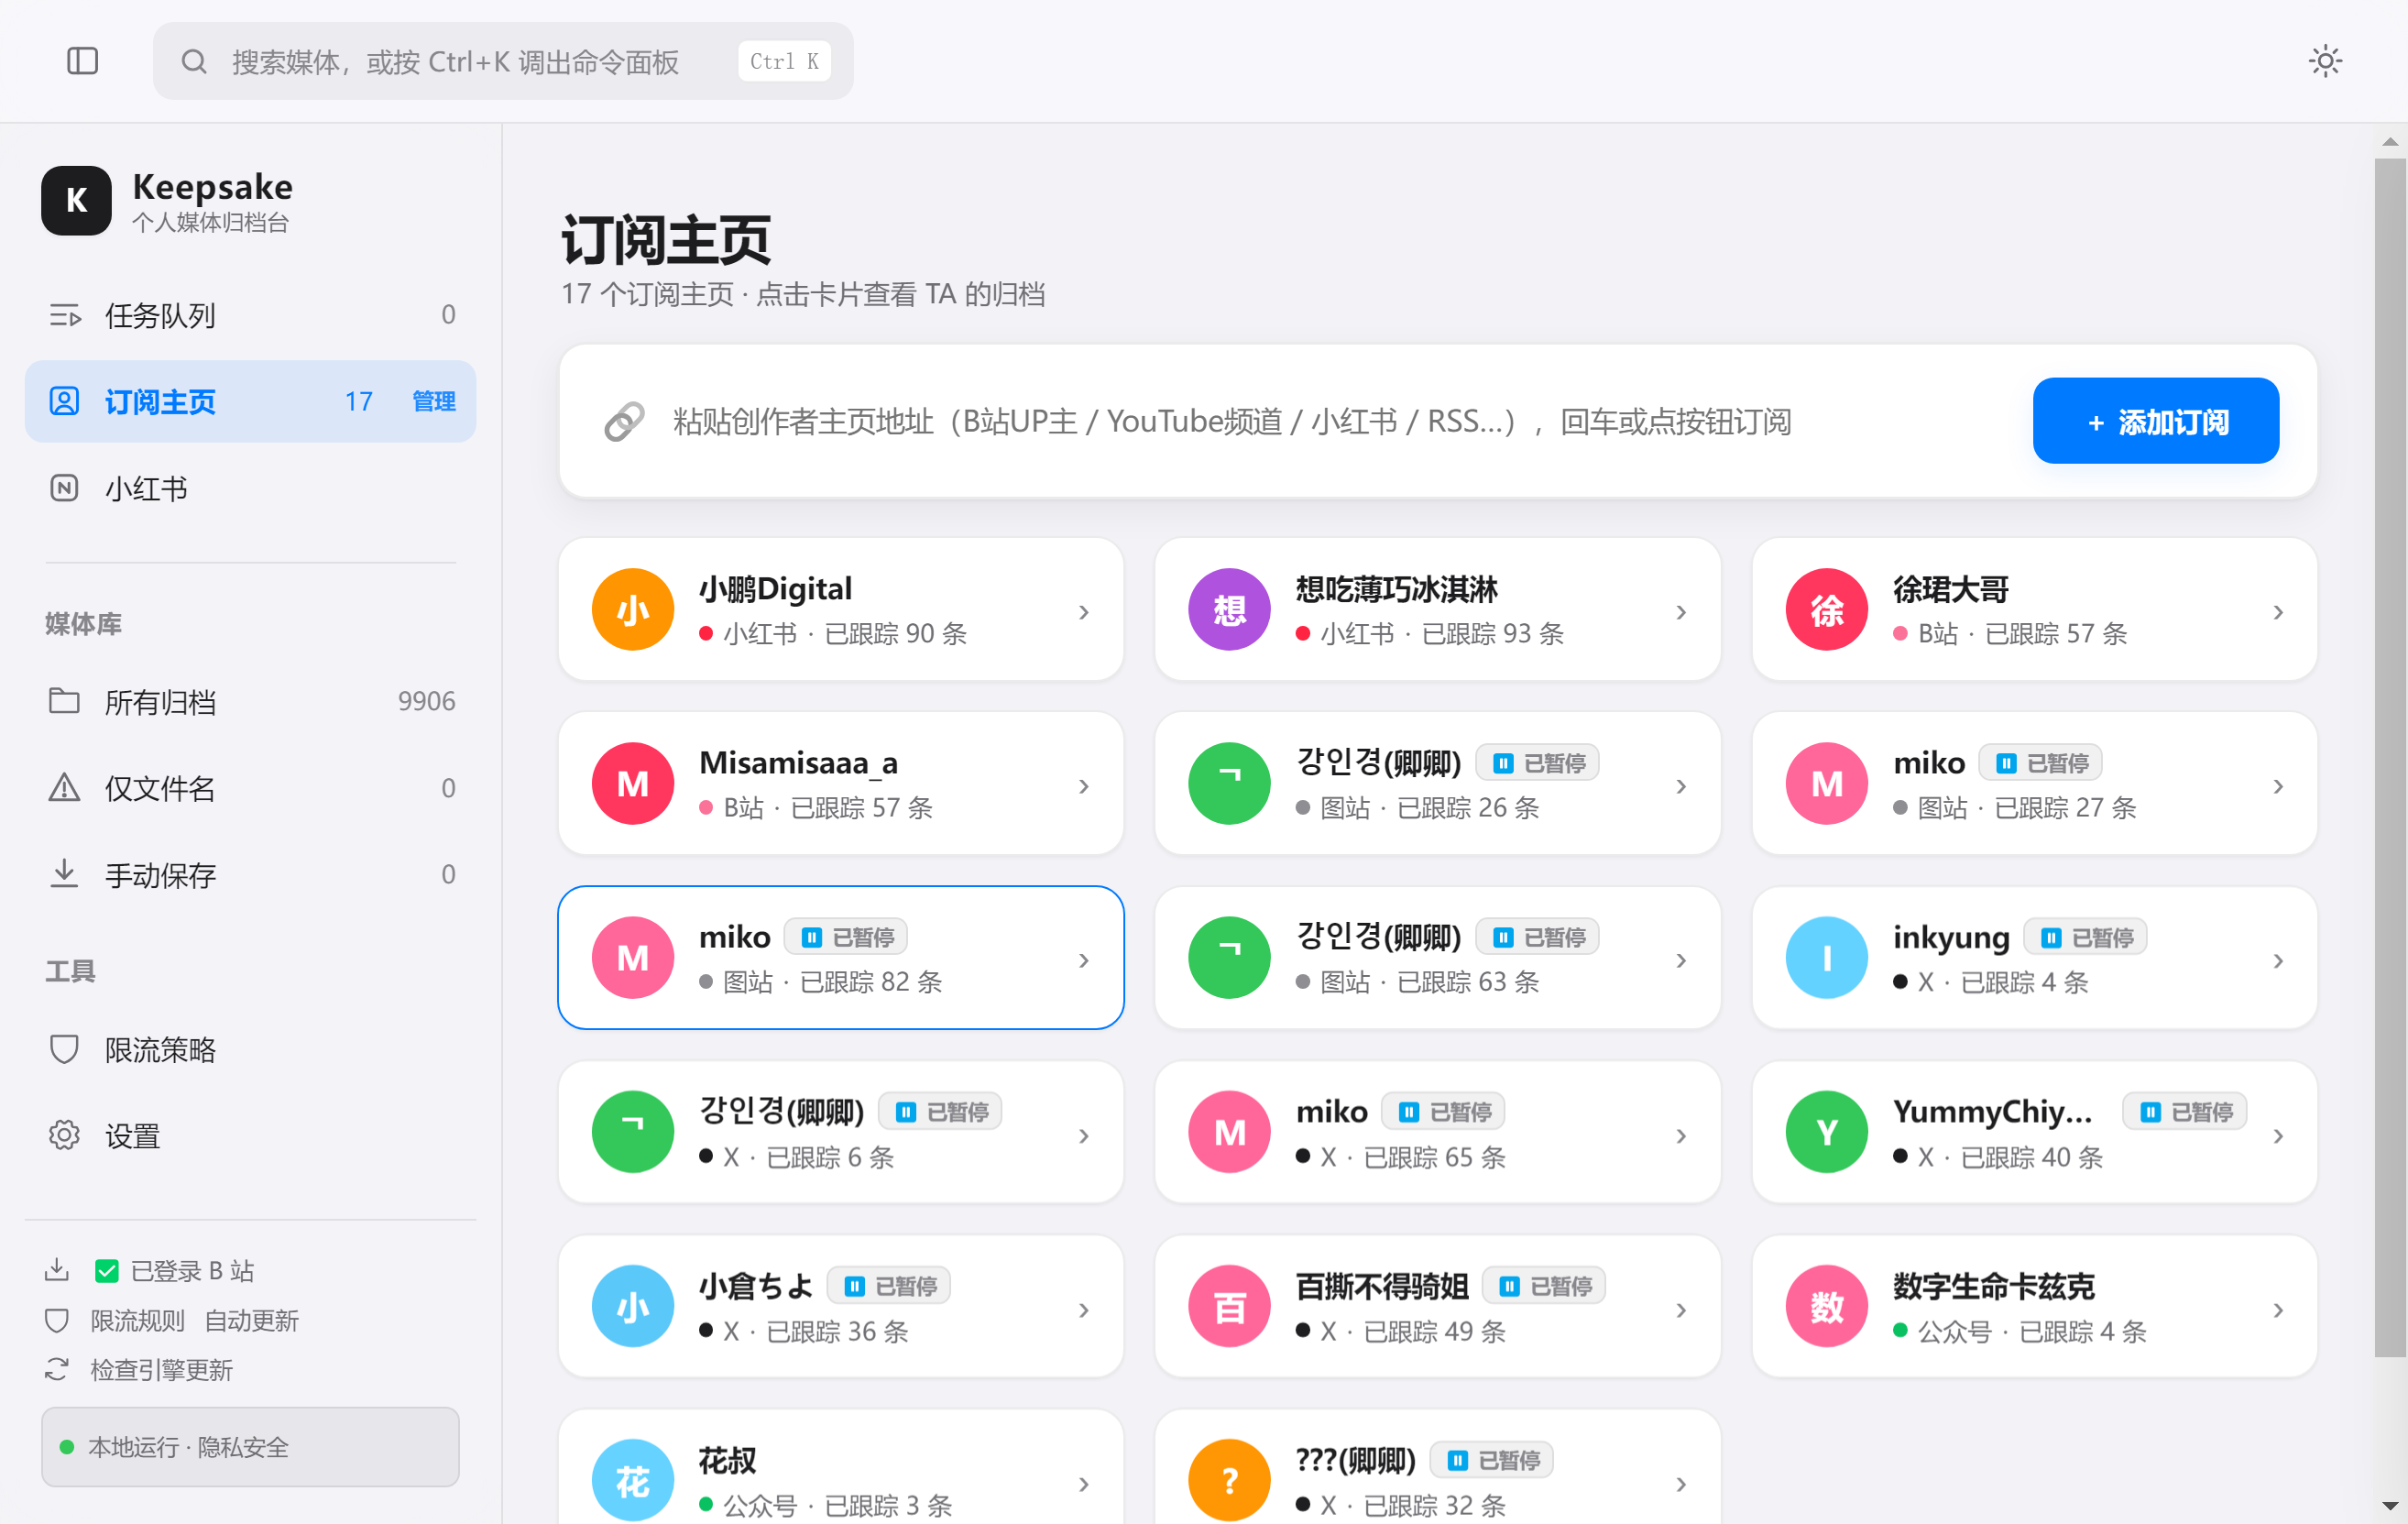 搜索媒体，或按 Ctrl+K 调出命令面板 Ctrl K
K Keepsake
个人媒体归档台
任务队列 0
订阅主页 17 管理
小红书
媒体库
所有归档 9906
仅文件名 0
手动保存 0
工具
限流策略
设置
已登录 B 站
限流规则 自动更新
检查引擎更新
本地运行 · 隐私安全
订阅主页
17 个订阅主页 · 点击卡片查看 TA 的归档
粘贴创作者主页地址（B站UP主 / YouTube频道 / 小红书 / RSS...），回车或点按钮订阅
+ 添加订阅
小 小鹏Digital
小红书 · 已跟踪 90 条
想 想吃薄巧冰淇淋
小红书 · 已跟踪 93 条
徐 徐珺大哥
B站 · 已跟踪 57 条
M Misamisaaa_a
B站 · 已跟踪 57 条
ᄀ 강인경(卿卿) 已暂停
图站 · 已跟踪 26 条
M miko 已暂停
图站 · 已跟踪 27 条
M miko 已暂停
图站 · 已跟踪 82 条
ᄀ 강인경(卿卿) 已暂停
图站 · 已跟踪 63 条
I inkyung 已暂停
X · 已跟踪 4 条
ᄀ 강인경(卿卿) 已暂停
X · 已跟踪 6 条
M miko 已暂停
X · 已跟踪 65 条
Y YummyChiy... 已暂停
X · 已跟踪 40 条
小 小倉ちよ 已暂停
X · 已跟踪 36 条
百 百撕不得骑姐 已暂停
X · 已跟踪 49 条
数 数字生命卡兹克
公众号 · 已跟踪 4 条
花 花叔
公众号 · 已跟踪 3 条
? ???(卿卿) 已暂停
X · 已跟踪 32 条